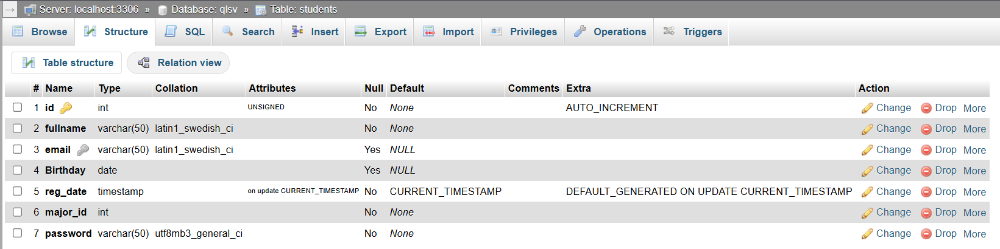 Server: localhost:3306 » Database: qlsv » Table: students
Browse Structure SQL Search Insert Export Import Privileges Operations Triggers
Table structure Relation view
# Name Type Collation Attributes Null Default Comments Extra Action
1 id int UNSIGNED No None AUTO_INCREMENT Change Drop More
2 fullname varchar(50) latin1_swedish_ci No None Change Drop More
3 email varchar(50) latin1_swedish_ci Yes NULL Change Drop More
4 Birthday date Yes NULL Change Drop More
5 reg_date timestamp on update CURRENT_TIMESTAMP No CURRENT_TIMESTAMP DEFAULT_GENERATED ON UPDATE CURRENT_TIMESTAMP Change Drop More
6 major_id int No None Change Drop More
7 password varchar(50) utf8mb3_general_ci No None Change Drop More